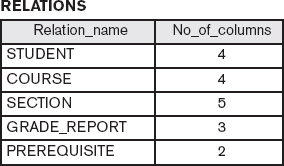 RELATIONS
Relation_name No_of_columns
STUDENT 4
COURSE 4
SECTION 5
GRADE_REPORT 3
PREREQUISITE 2